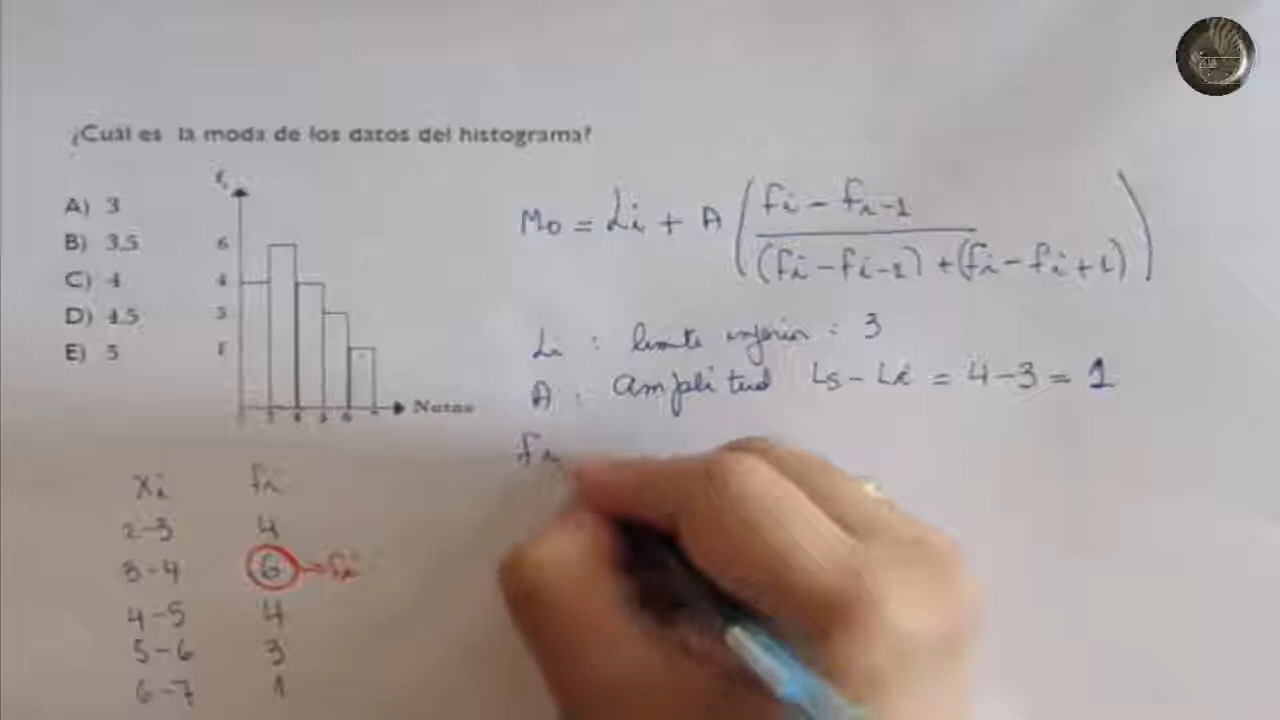 ¿Cuál es la moda de los datos del histograma?
A) 3
B) 3.5
C) 4
D) 4.5
E) 5
6
4
3
1
Notas
Mo = Li + A ( fi - fi-1 / (fi - fi-1) + (fi - fi+1) )
Li : limite inferior : 3
A : Amplitud Ls - Li = 4 - 3 = 1
fi
xi fi
2-3 4
3-4 6 → fi
4-5 4
5-6 3
6-7 1